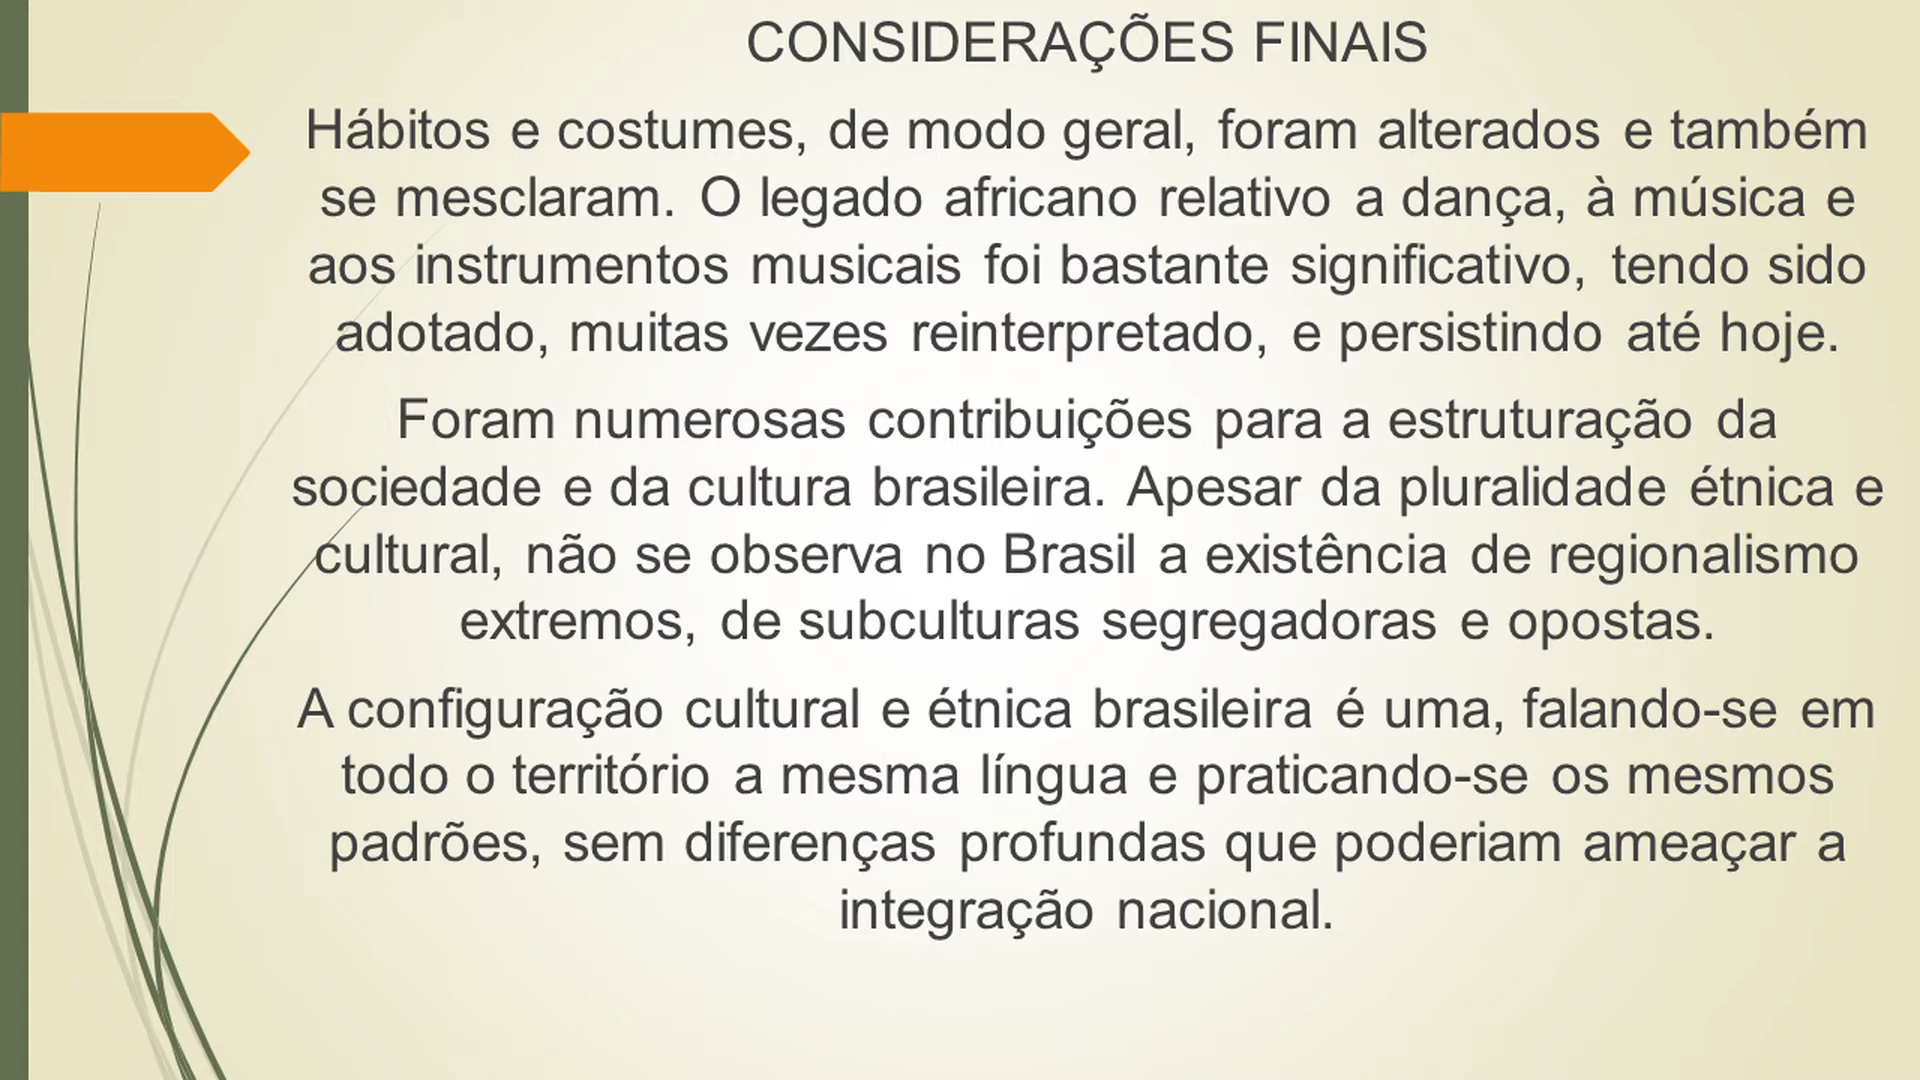 CONSIDERAÇÕES FINAIS
Hábitos e costumes, de modo geral, foram alterados e também
se mesclaram. O legado africano relativo a dança, à música e
aos instrumentos musicais foi bastante significativo, tendo sido
adotado, muitas vezes reinterpretado, e persistindo até hoje.
Foram numerosas contribuições para a estruturação da
sociedade e da cultura brasileira. Apesar da pluralidade étnica e
cultural, não se observa no Brasil a existência de regionalismo
extremos, de subculturas segregadoras e opostas.
A configuração cultural e étnica brasileira é uma, falando-se em
todo o território a mesma língua e praticando-se os mesmos
padrões, sem diferenças profundas que poderiam ameaçar a
integração nacional.